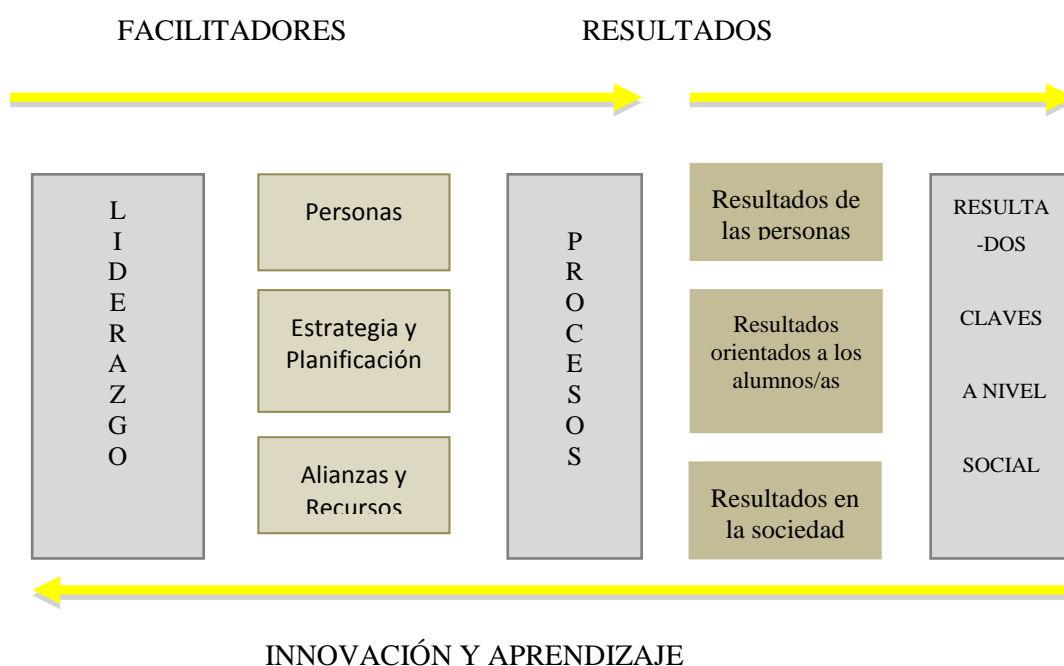 FACILITADORES
RESULTADOS
L
I
D
E
R
A
Z
G
O
Personas
Estrategia y
Planificación
Alianzas y
Recursos
P
R
O
C
E
S
O
S
Resultados de
las personas
Resultados
orientados a los
alumnos/as
Resultados en
la sociedad
RESULTA
-DOS
CLAVES
A NIVEL
SOCIAL
INNOVACIÓN Y APRENDIZAJE